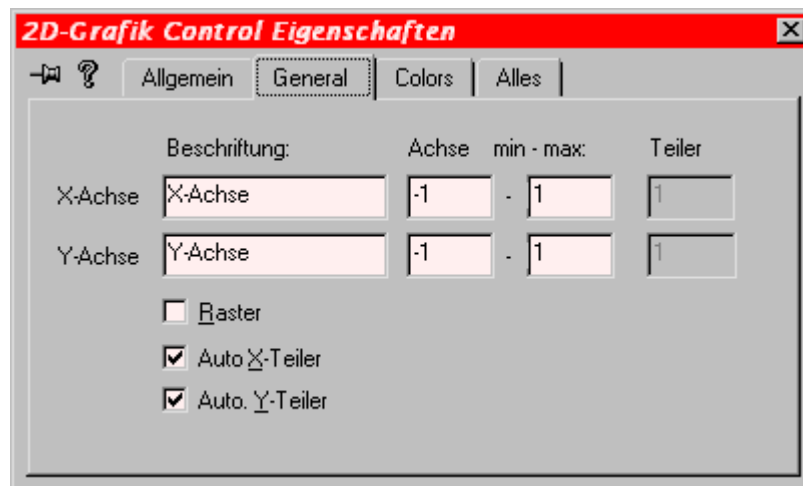 2D-Grafik Control Eigenschaften
Allgemein General Colors Alles
Beschriftung: Achse min - max: Teiler
X-Achse X-Achse -1 - 1 1
Y-Achse Y-Achse -1 - 1 1
Raster
Auto X-Teiler
Auto. Y-Teiler